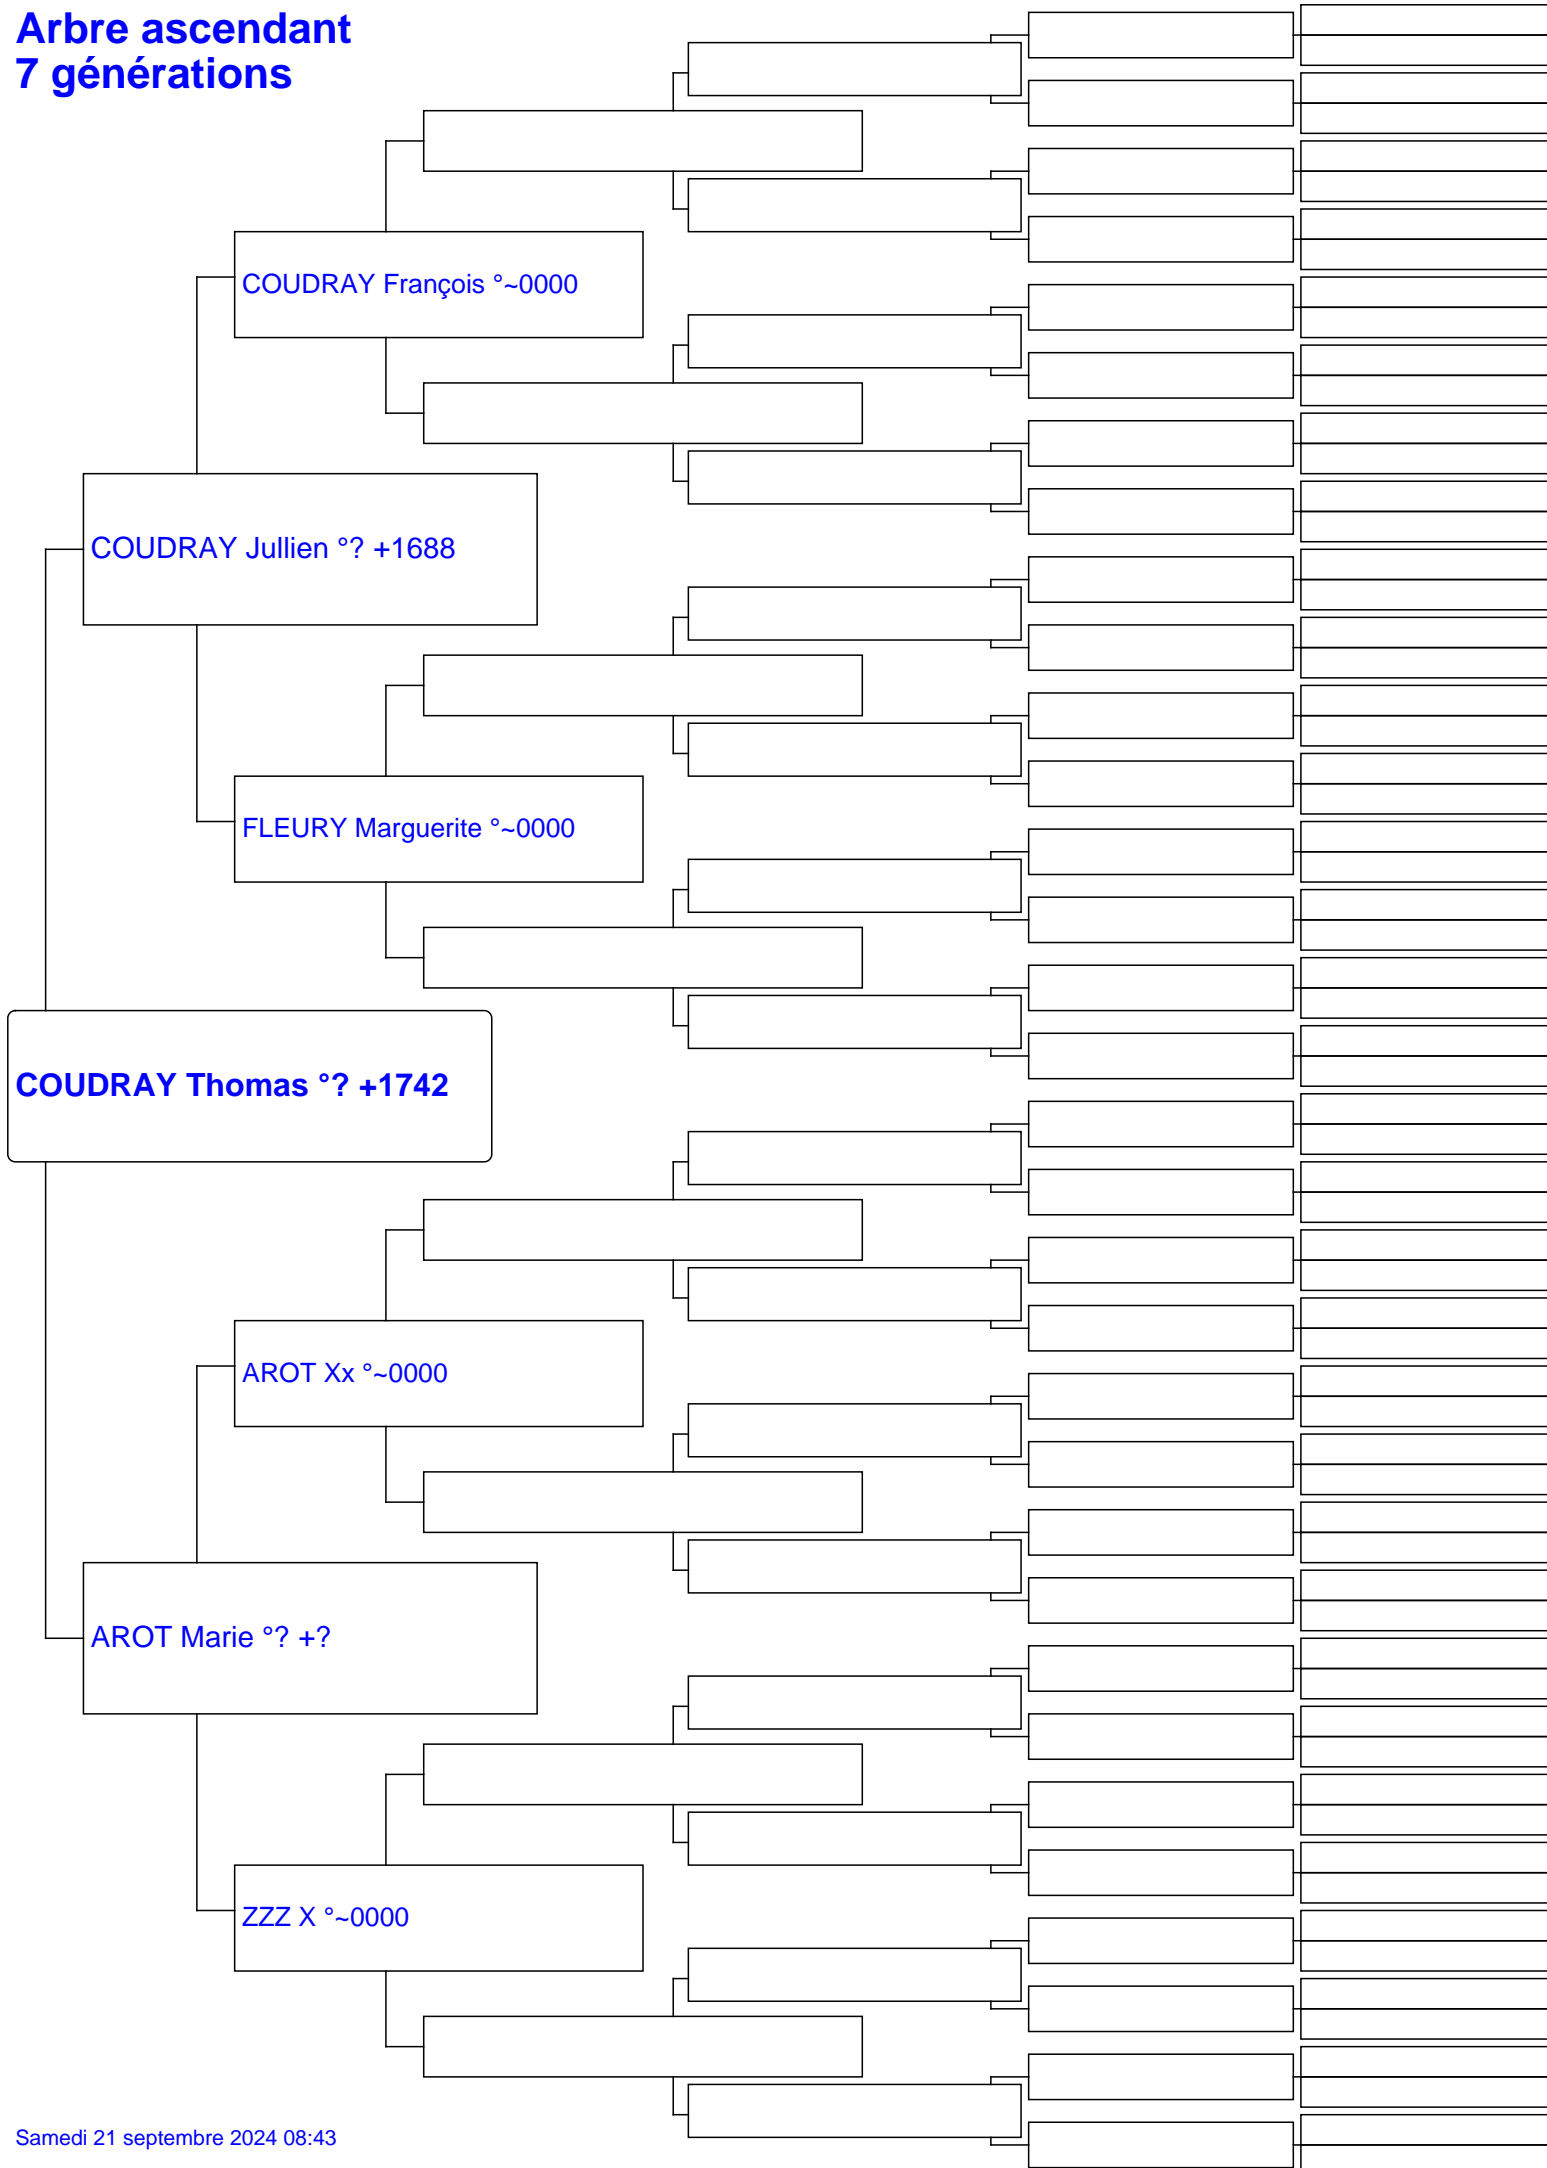 Arbre ascendant
7 générations
COUDRAY François °~0000
COUDRAY Jullien °? +1688
FLEURY Marguerite °~0000
COUDRAY Thomas °? +1742
AROT Xx °~0000
AROT Marie °? +?
ZZZ X °~0000
Samedi 21 septembre 2024 08:43